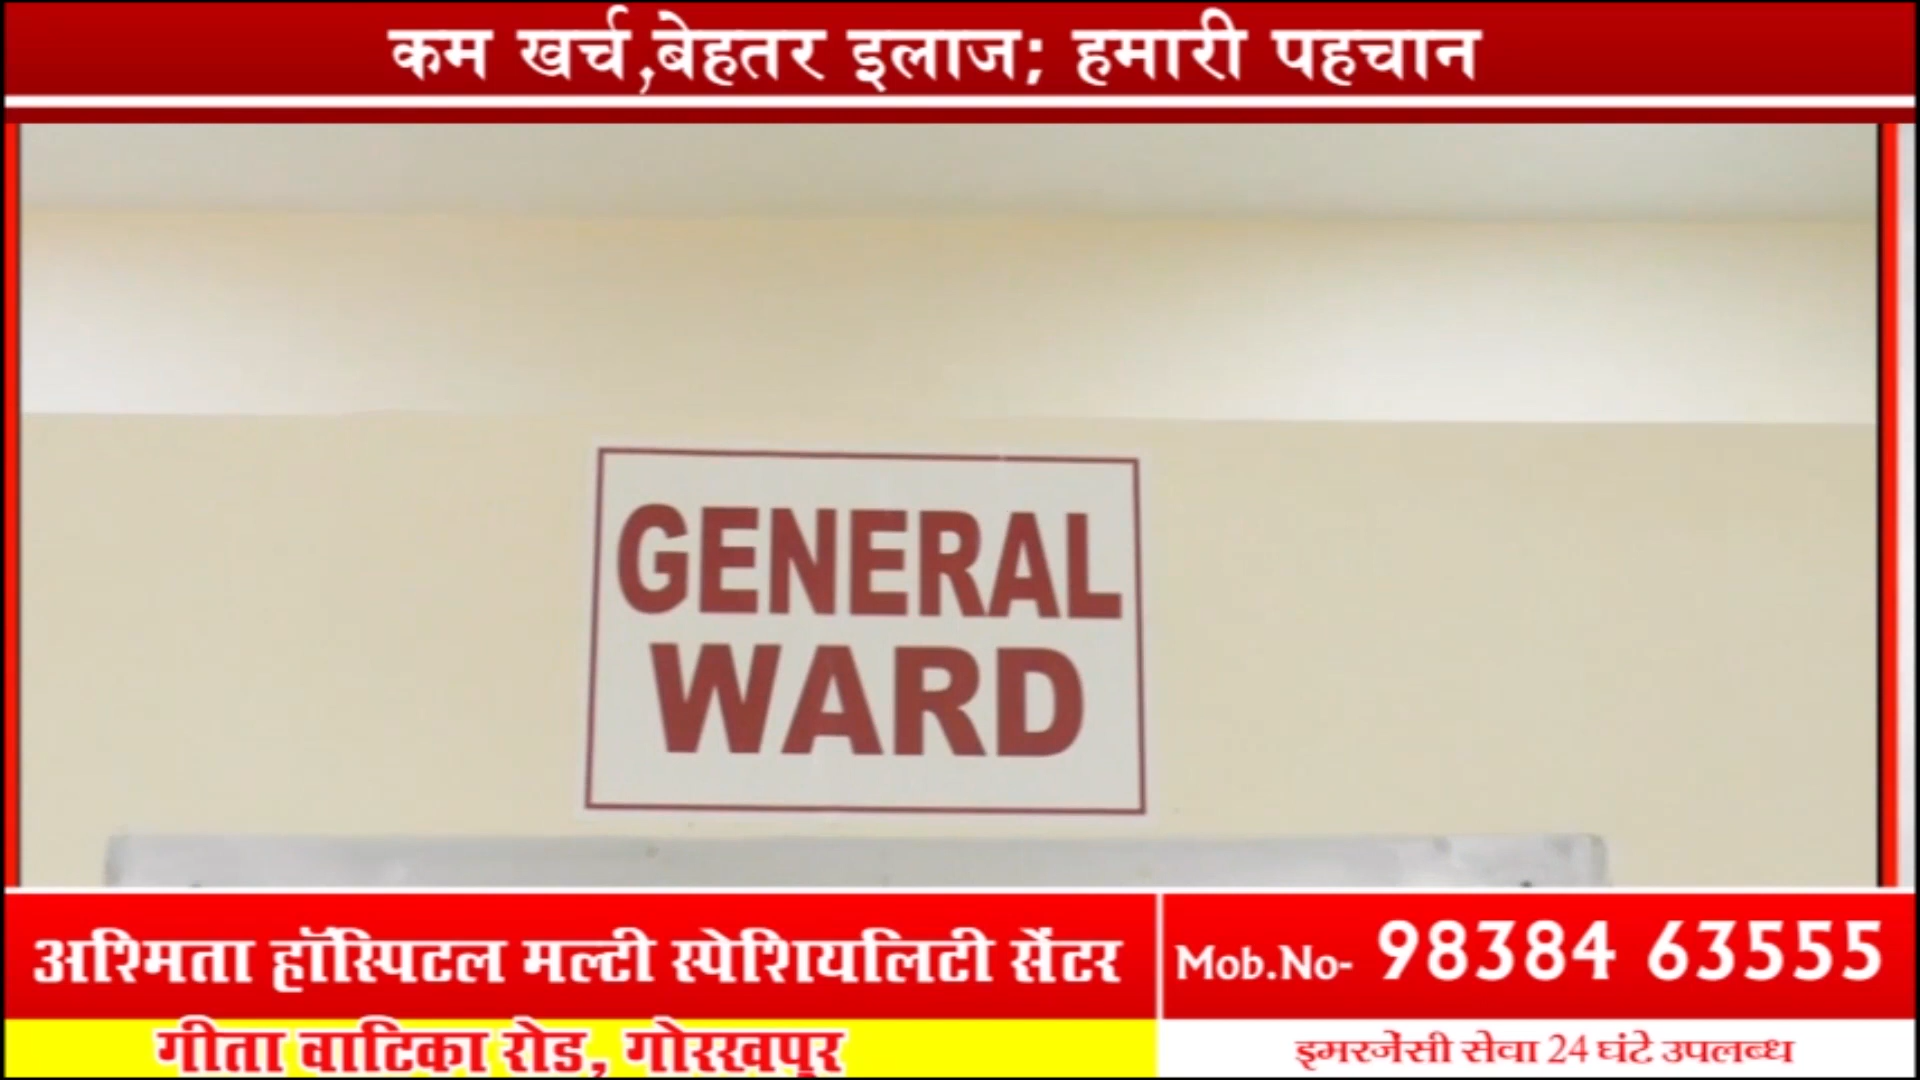 कम खर्च,बेहतर इलाज; हमारी पहचान
GENERAL
WARD
अश्मिता हॉस्पिटल मल्टी स्पेशियलिटी सेंटर
Mob.No- 98384 63555
गीता वाटिका रोड, गोरखपुर
इमरजेंसी सेवा 24 घंटे उपलब्ध